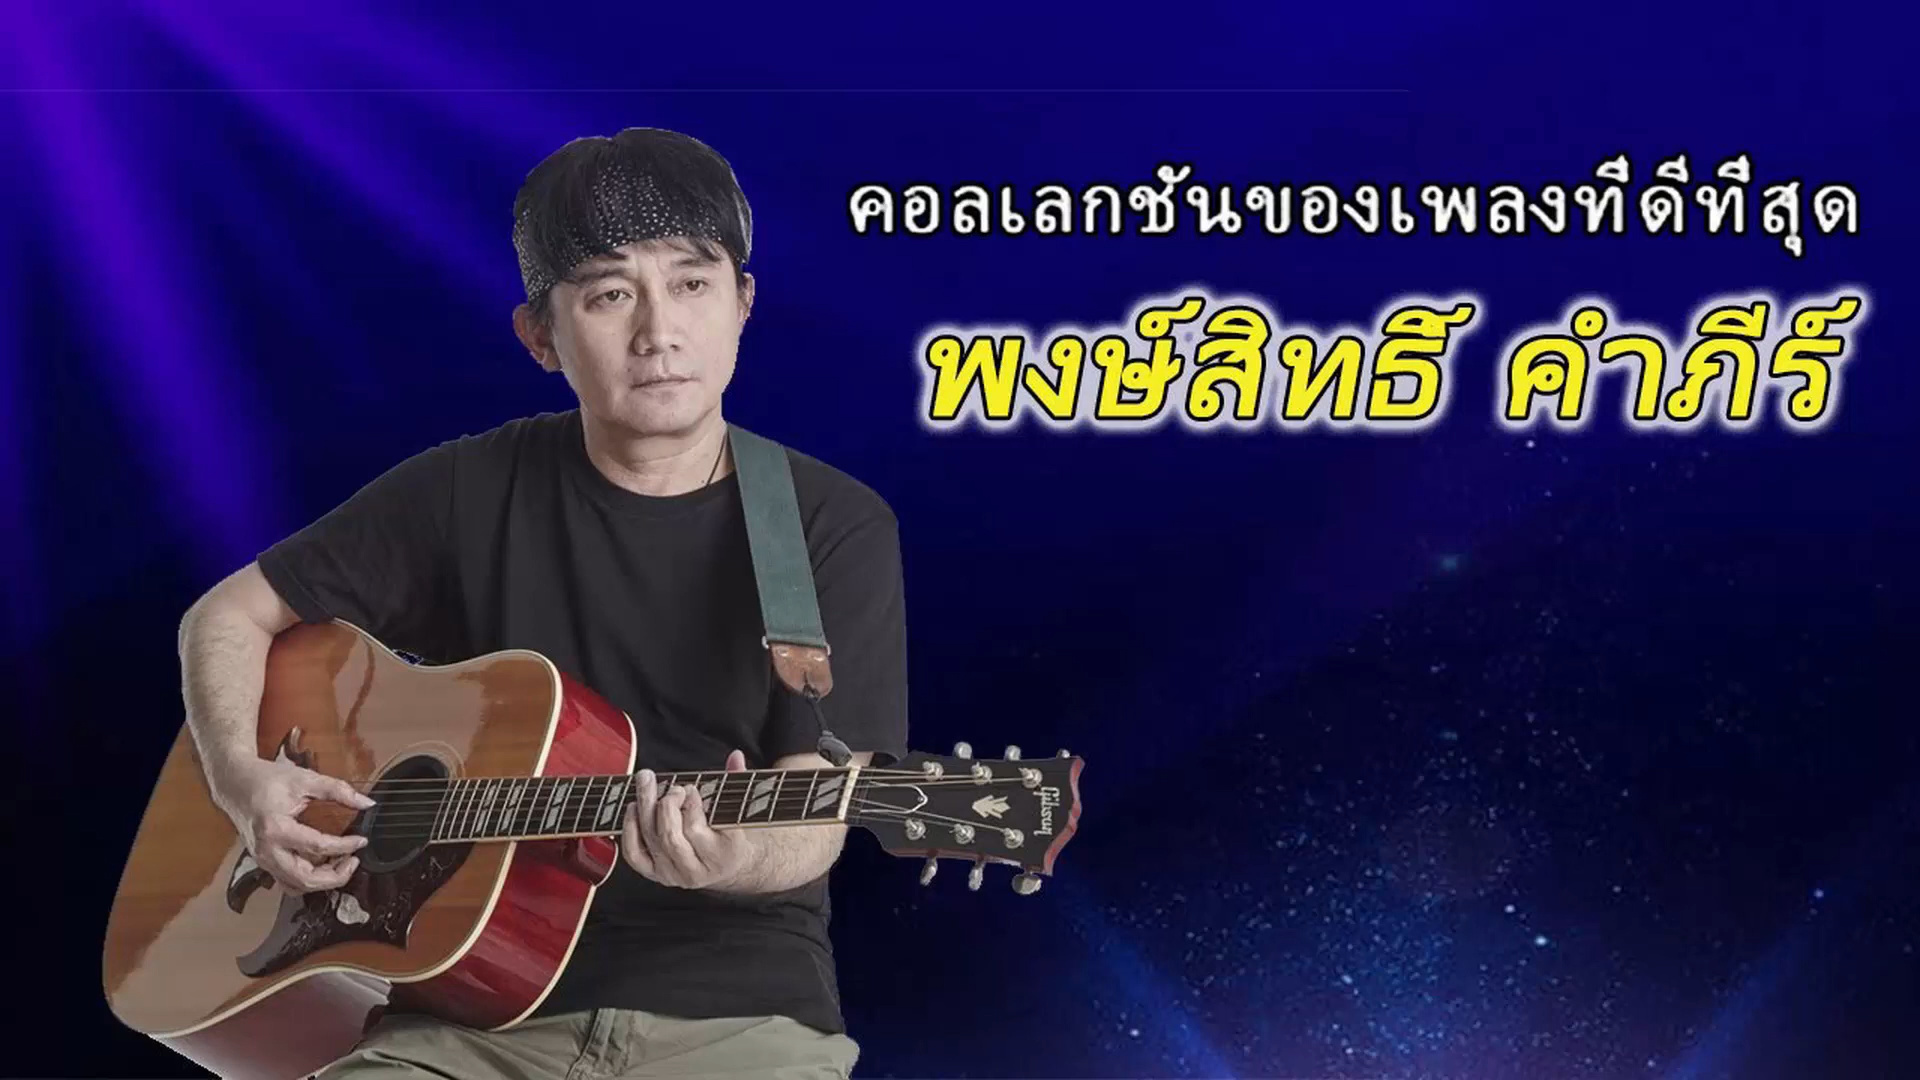 คอลเลกชันของเพลงที่ดีที่สุด
พงษ์สิทธิ์ คำภีร์
Gibson